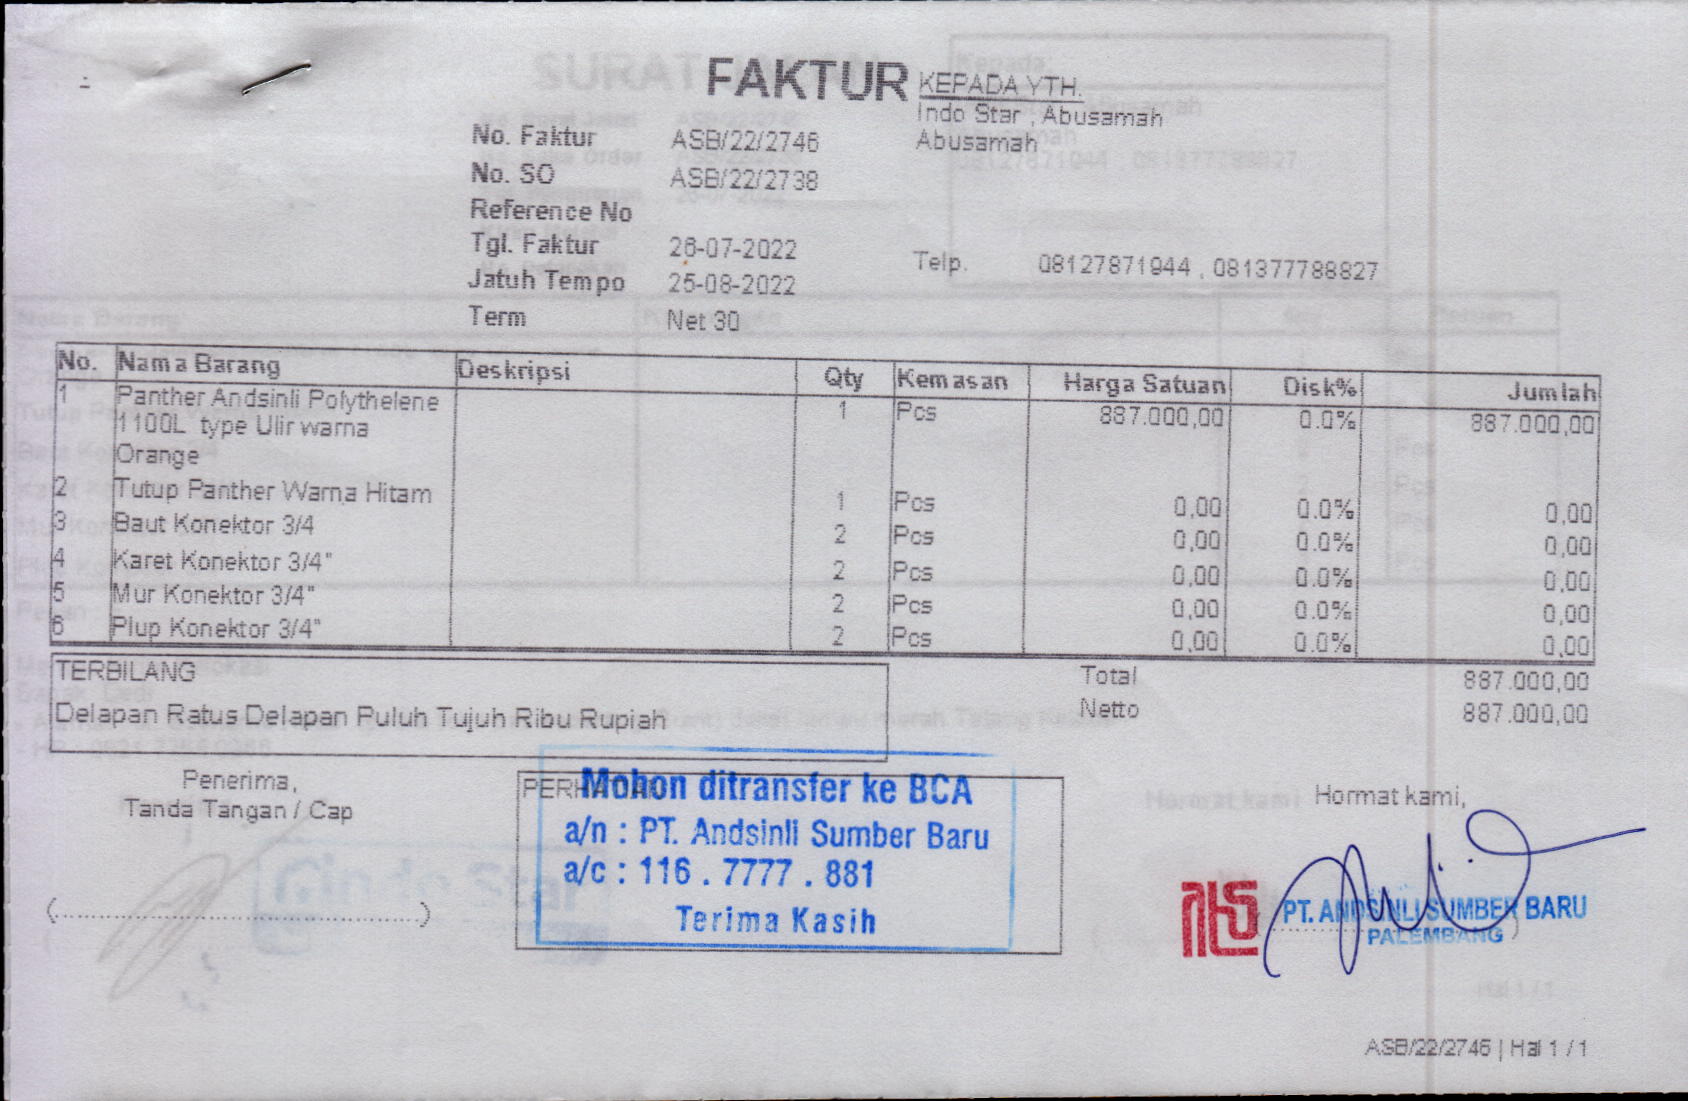 FAKTUR
KEPADA YTH.
Indo Star , Abusamah
Abusamah
No. Faktur ASB/22/2746
No. SO ASB/22/2738
Reference No
Tgl. Faktur 26-07-2022
Jatuh Tempo 25-08-2022
Term Net 30
Telp. 08127871944 , 081377788827
No. Nama Barang Deskripsi Qty Kemasan Harga Satuan Disk% Jumlah
1 Panther Andsinli Polythelene 1 Pcs 887.000,00 0.0% 887.000,00
1100L type Ulir warna
Orange
2 Tutup Panther Warna Hitam 1 Pcs 0,00 0.0% 0,00
3 Baut Konektor 3/4 2 Pcs 0,00 0.0% 0,00
4 Karet Konektor 3/4" 2 Pcs 0,00 0.0% 0,00
5 Mur Konektor 3/4" 2 Pcs 0,00 0.0% 0,00
6 Plup Konektor 3/4" 2 Pcs 0,00 0.0% 0,00
TERBILANG
Delapan Ratus Delapan Puluh Tujuh Ribu Rupiah
Total 887.000,00
Netto 887.000,00
Penerima,
Tanda Tangan / Cap
Mohon ditransfer ke BCA
a/n : PT. Andsinli Sumber Baru
a/c : 116 . 7777 . 881
Terima Kasih
Hormat kami,
PT. ANDSINLI SUMBER BARU
PALEMBANG
ASB/22/2746 | Hal 1 / 1